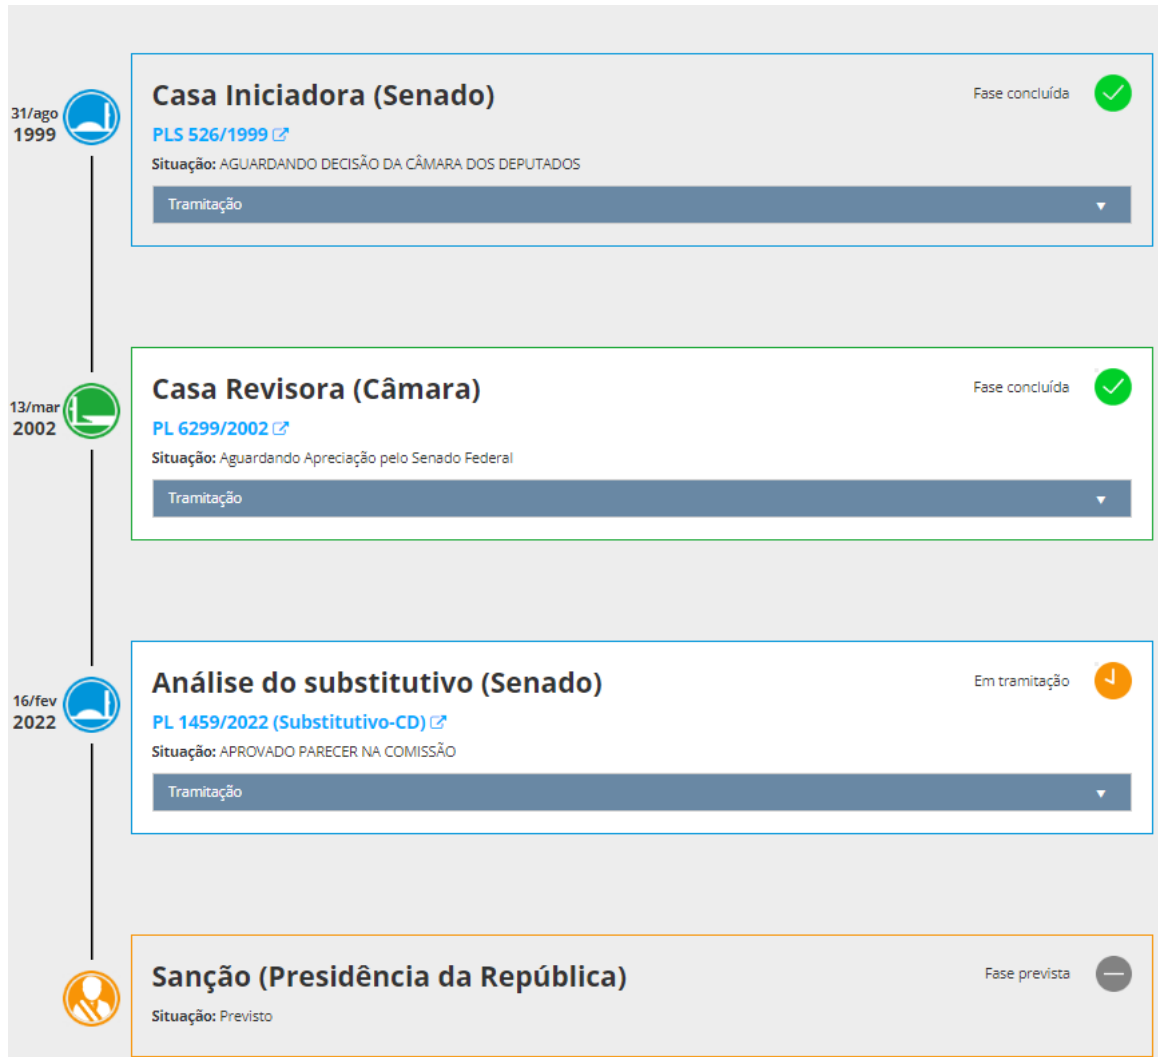 31/ago
1999
Casa Iniciadora (Senado)
Fase concluída
PLS 526/1999
Situação: AGUARDANDO DECISÃO DA CÂMARA DOS DEPUTADOS
Tramitação
13/mar
2002
Casa Revisora (Câmara)
Fase concluída
PL 6299/2002
Situação: Aguardando Apreciação pelo Senado Federal
Tramitação
16/fev
2022
Análise do substitutivo (Senado)
Em tramitação
PL 1459/2022 (Substitutivo-CD)
Situação: APROVADO PARECER NA COMISSÃO
Tramitação
Sanção (Presidência da República)
Fase prevista
Situação: Previsto